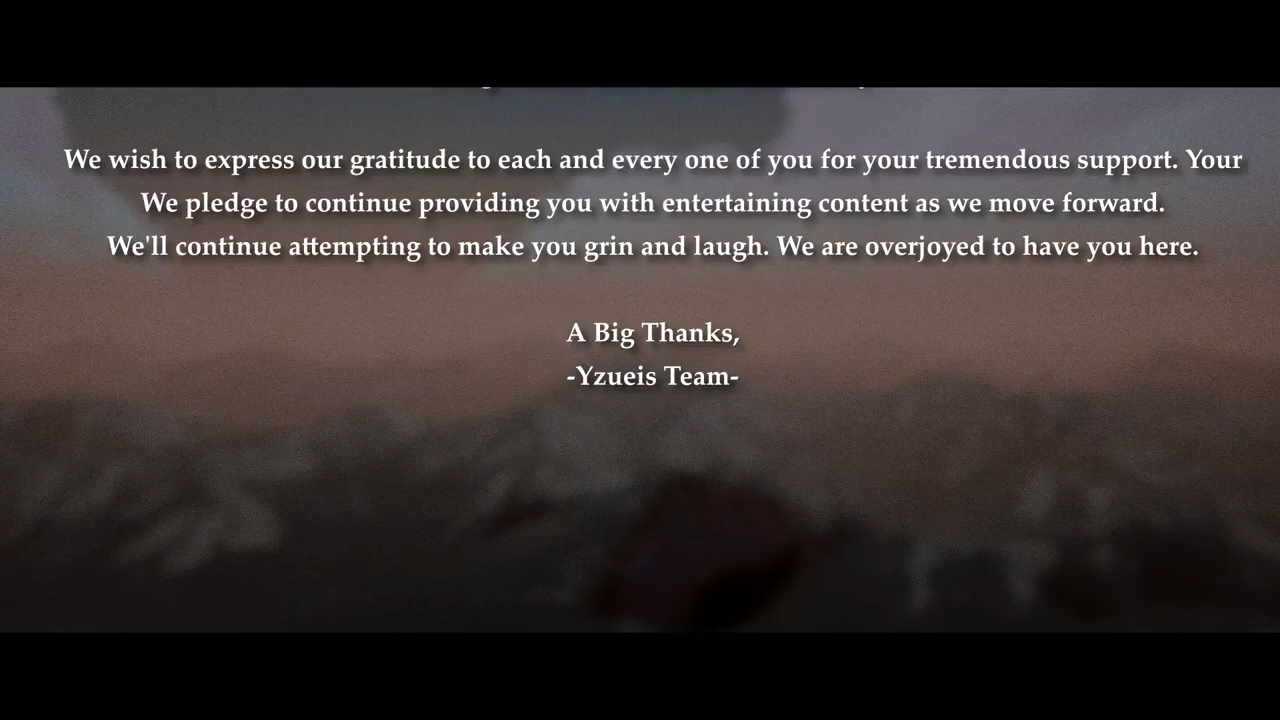 We wish to express our gratitude to each and every one of you for your tremendous support. Your
We pledge to continue providing you with entertaining content as we move forward.
We'll continue attempting to make you grin and laugh. We are overjoyed to have you here.
A Big Thanks,
-Yzueis Team-